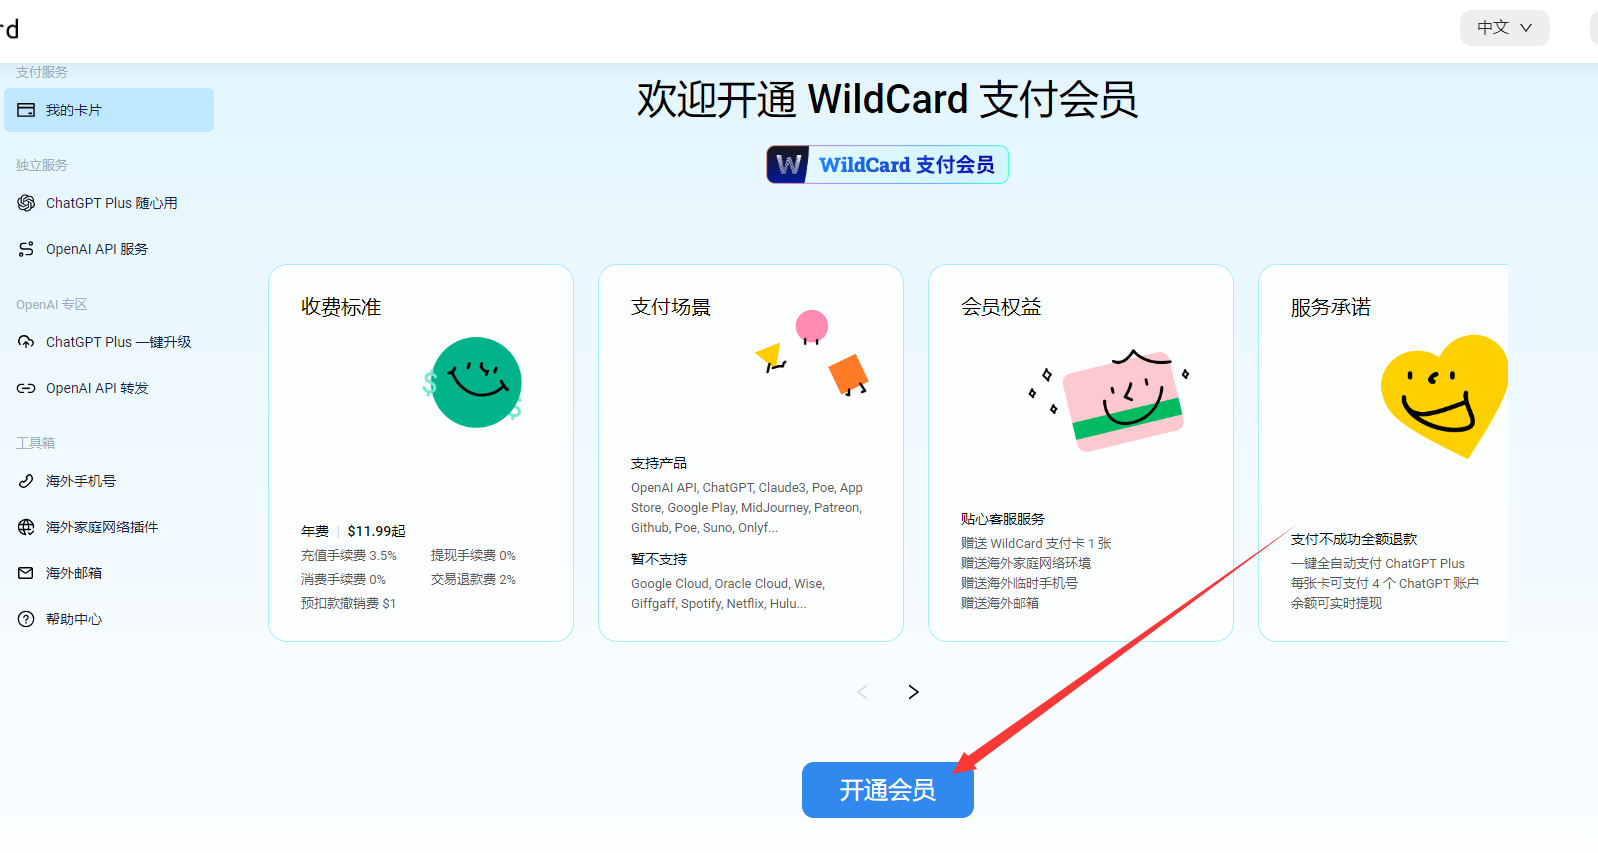 rd
中文
支付服务
我的卡片
独立服务
ChatGPT Plus 随心用
OpenAI API 服务
OpenAI 专区
ChatGPT Plus 一键升级
OpenAI API 转发
工具箱
海外手机号
海外家庭网络插件
海外邮箱
帮助中心
欢迎开通 WildCard 支付会员
W WildCard 支付会员
收费标准
年费 | $11.99起
充值手续费 3.5% 提现手续费 0%
消费手续费 0% 交易退款费 2%
预扣款撤销费 $1
支付场景
支持产品
OpenAI API, ChatGPT, Claude3, Poe, App
Store, Google Play, MidJourney, Patreon,
Github, Poe, Suno, Onlyf...
暂不支持
Google Cloud, Oracle Cloud, Wise,
Giffgaff, Spotify, Netflix, Hulu...
会员权益
贴心客服服务
赠送 WildCard 支付卡 1 张
赠送海外家庭网络环境
赠送海外临时手机号
赠送海外邮箱
服务承诺
支付不成功全额退款
一键全自动支付 ChatGPT Plus
每张卡可支付 4 个 ChatGPT 账户
余额可实时提现
开通会员